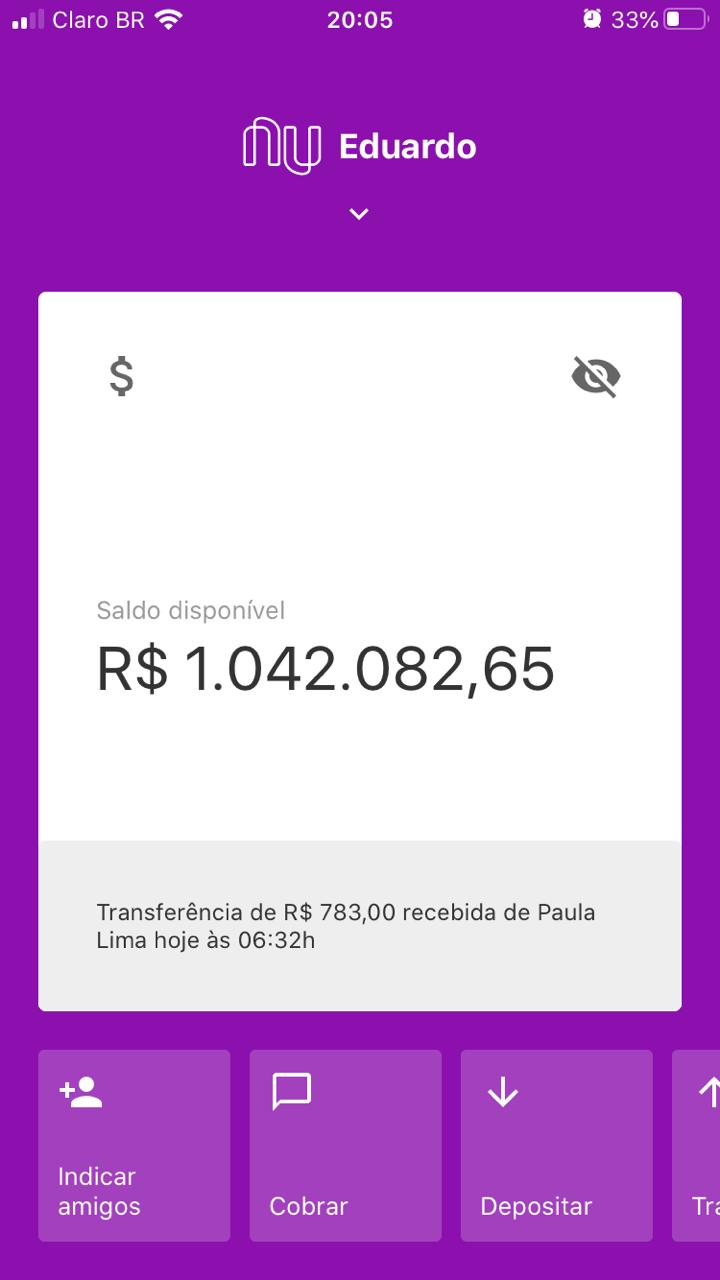 Claro BR 20:05 33%
nu Eduardo
$
Saldo disponível
R$ 1.042.082,65
Transferência de R$ 783,00 recebida de Paula
Lima hoje às 06:32h
Indicar
amigos
Cobrar
Depositar
Tra